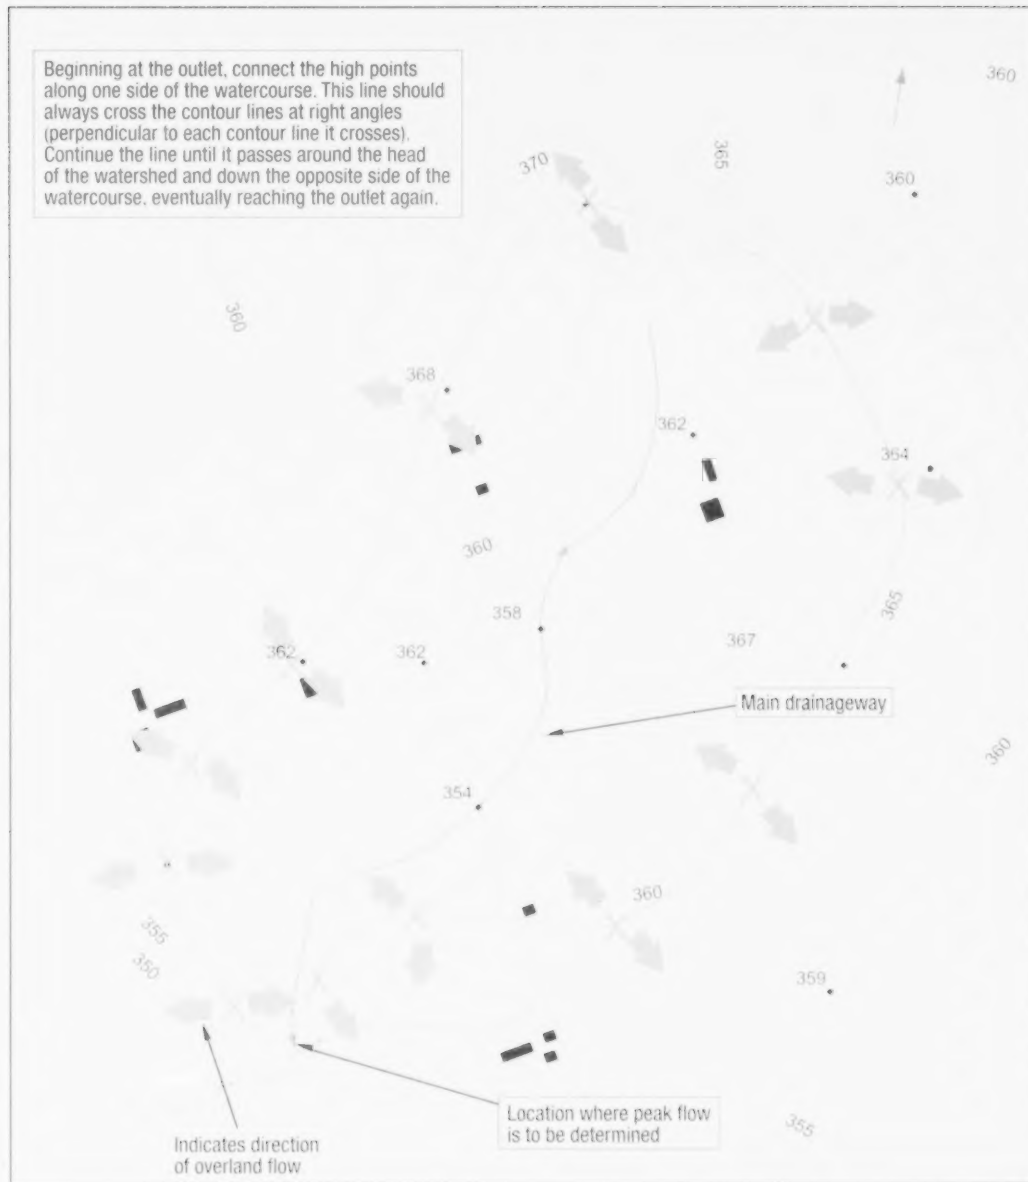 Beginning at the outlet, connect the high points
along one side of the watercourse. This line should
always cross the contour lines at right angles
(perpendicular to each contour line it crosses).
Continue the line until it passes around the head
of the watershed and down the opposite side of the
watercourse, eventually reaching the outlet again.
360
370
365
360
360
368
362
364
360
358
365
367
362
362
Main drainageway
360
354
360
355
350
359
Location where peak flow
is to be determined
355
Indicates direction
of overland flow